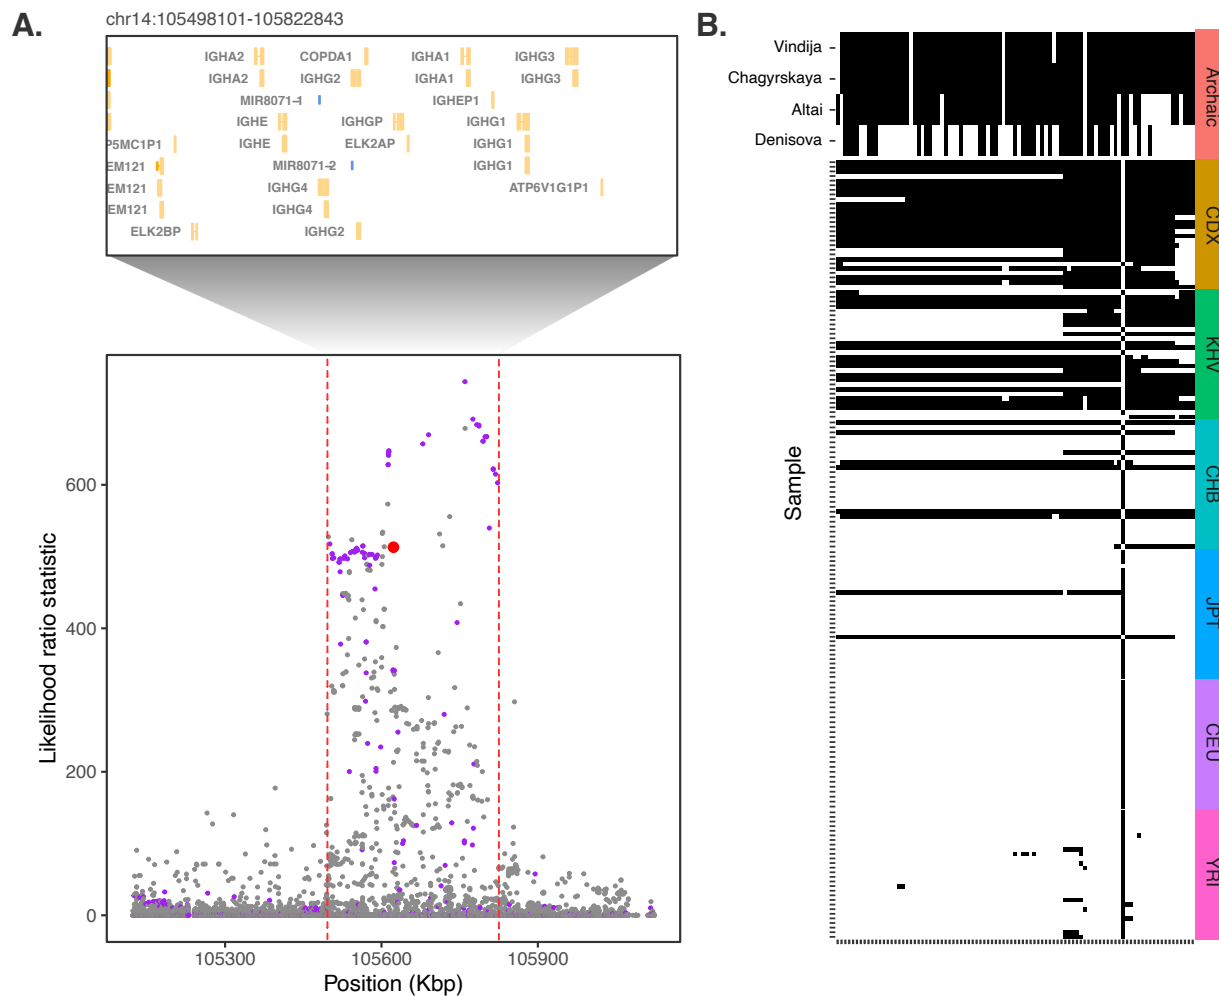 A.
chr14:105498101-105822843
IGHA2 COPDA1 IGHA1 IGHG3
IGHA2 IGHG2 IGHA1 IGHG3
MIR8071-1 IGHEP1
IGHE IGHGP IGHG1
P5MC1P1 IGHE ELK2AP IGHG1
EM121 MIR8071-2 IGHG1
EM121 IGHG4 ATP6V1G1P1
EM121 IGHG4
ELK2BP IGHG2
Likelihood ratio statistic
600
400
200
0
105300 105600 105900
Position (Kbp)
B.
Vindija
Chagyrskaya
Altai
Denisova
Sample
Archaic
CDX
KHV
CHB
JPT
CEU
YRI